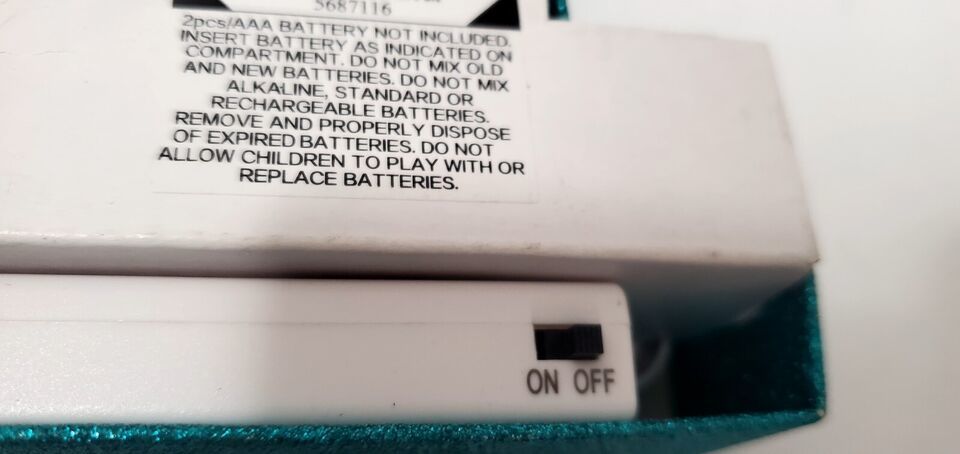 5687116
2pcs/AAA BATTERY NOT INCLUDED.
INSERT BATTERY AS INDICATED ON
COMPARTMENT. DO NOT MIX OLD
AND NEW BATTERIES. DO NOT MIX
ALKALINE, STANDARD OR
RECHARGEABLE BATTERIES.
REMOVE AND PROPERLY DISPOSE
OF EXPIRED BATTERIES. DO NOT
ALLOW CHILDREN TO PLAY WITH OR
REPLACE BATTERIES.
ON OFF